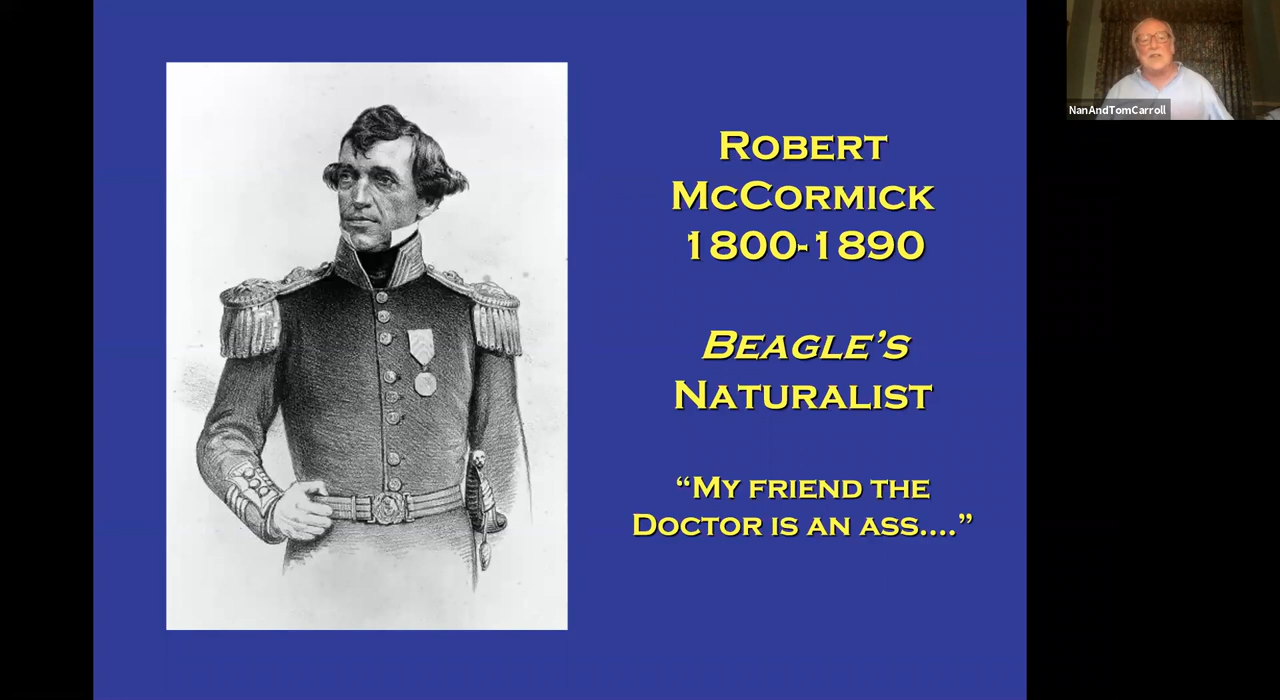 Robert
McCormick
1800-1890
Beagle's
Naturalist
“My friend the
Doctor is an ass....”
NanAndTomCarroll